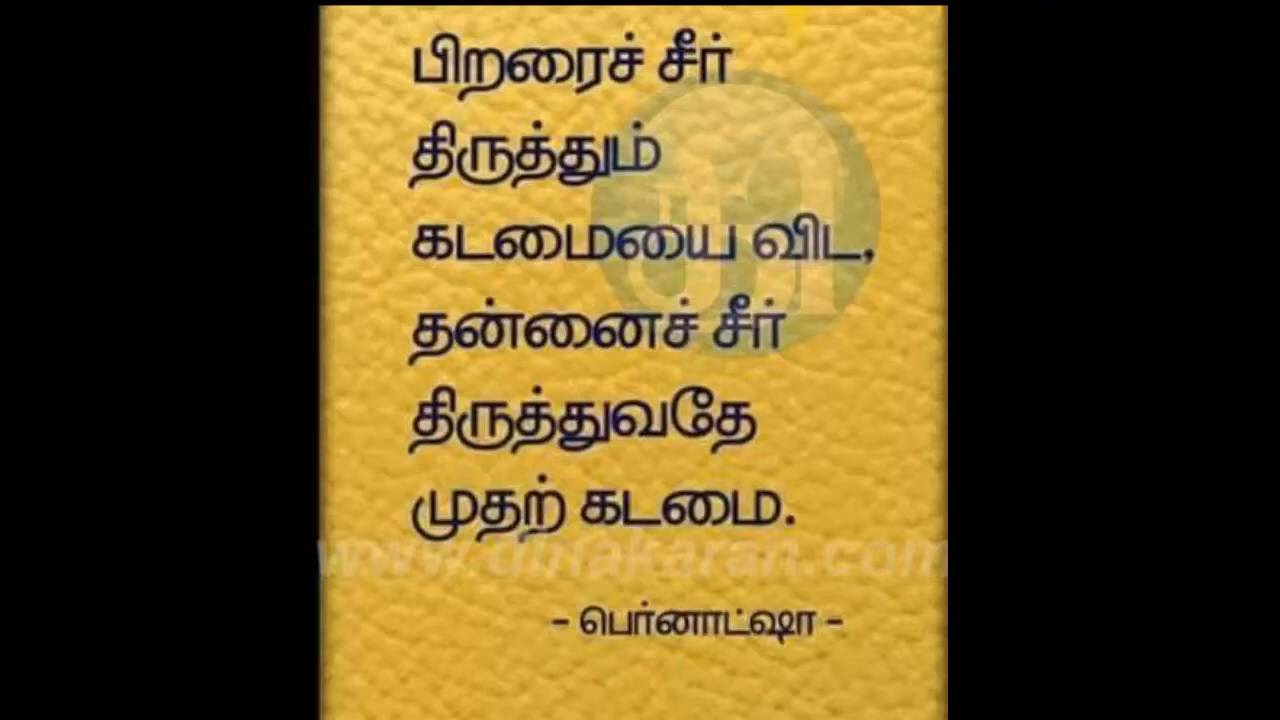 பிறரைச் சீர்
திருத்தும்
கடமையை விட,
தன்னைச் சீர்
திருத்துவதே
முதற் கடமை.
www.dinakaran.com
- பெர்னாட்ஷா -